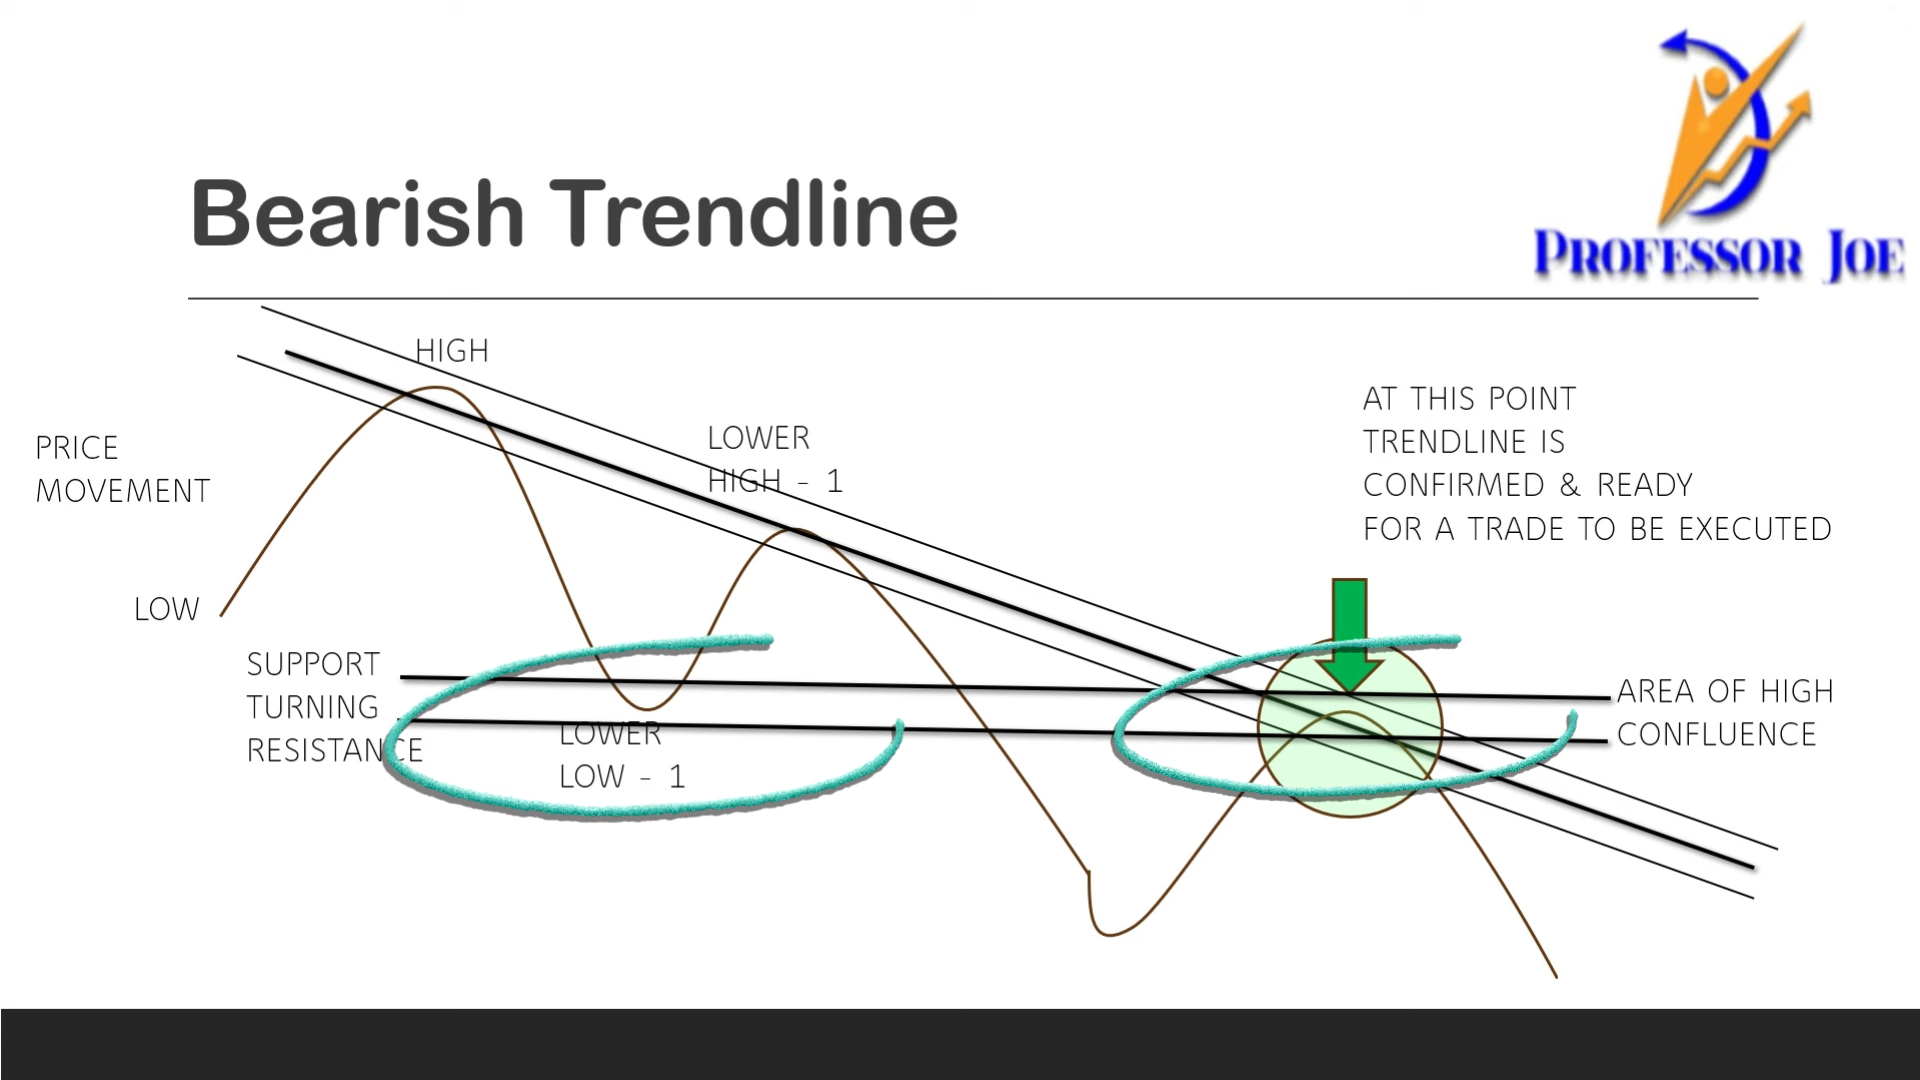 Bearish Trendline
PROFESSOR JOE
HIGH
PRICE
MOVEMENT
LOWER
HIGH - 1
AT THIS POINT
TRENDLINE IS
CONFIRMED & READY
FOR A TRADE TO BE EXECUTED
LOW
SUPPORT
TURNING
RESISTANCE
LOWER
LOW - 1
AREA OF HIGH
CONFLUENCE